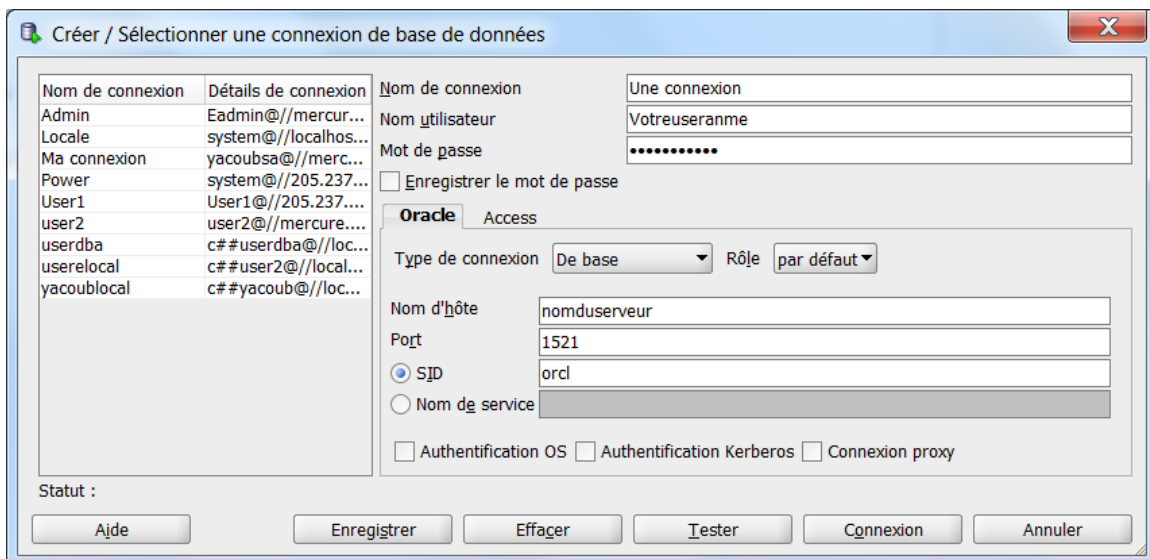 Créer / Sélectionner une connexion de base de données
Nom de connexion Détails de connexion
Admin Eadmin@//mercur...
Locale system@//localhos...
Ma connexion yacoubsa@//merc...
Power system@//205.237...
User1 User1@//205.237....
user2 user2@//mercure....
userdba c##userdba@//loc...
userelocal c##user2@//local...
yacoublocal c##yacoub@//loc...
Nom de connexion Une connexion
Nom utilisateur Votreuseranme
Mot de passe •••••••••••
Enregistrer le mot de passe
Oracle Access
Type de connexion De base Rôle par défaut
Nom d'hôte nomduserveur
Port 1521
SID orcl
Nom de service
Authentification OS Authentification Kerberos Connexion proxy
Statut :
Aide Enregistrer Effacer Tester Connexion Annuler